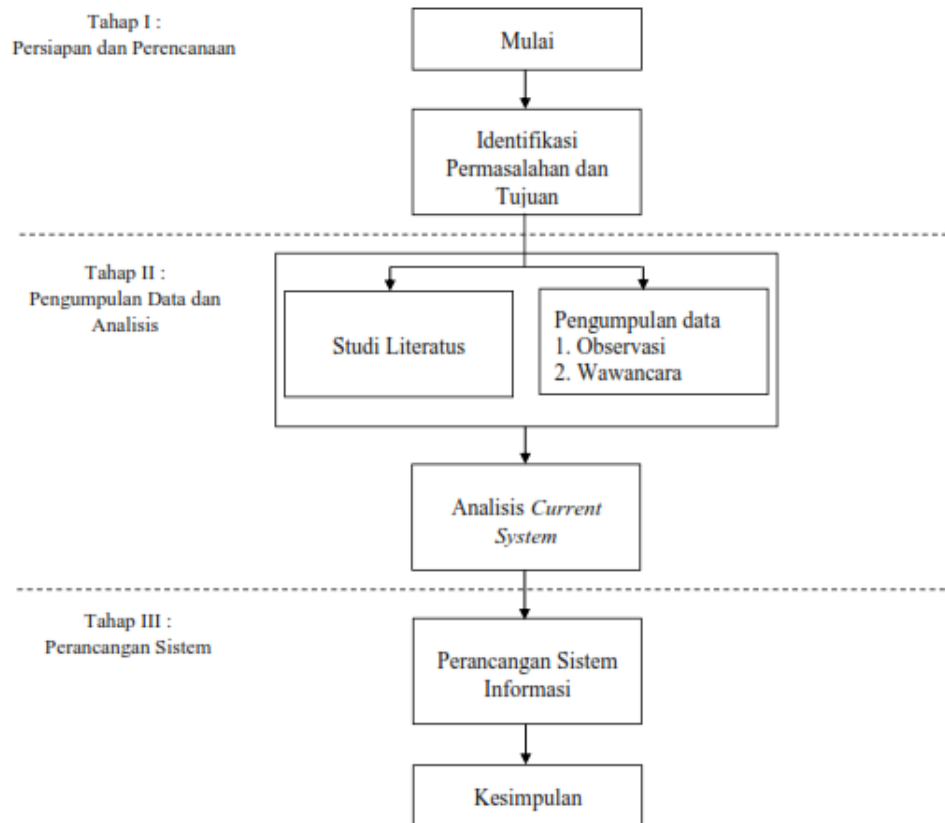 Tahap I :
Persiapan dan Perencanaan
Mulai
Identifikasi
Permasalahan dan
Tujuan
Tahap II :
Pengumpulan Data dan
Analisis
Studi Literatus
Pengumpulan data
1. Observasi
2. Wawancara
Analisis Current
System
Tahap III :
Perancangan Sistem
Perancangan Sistem
Informasi
Kesimpulan